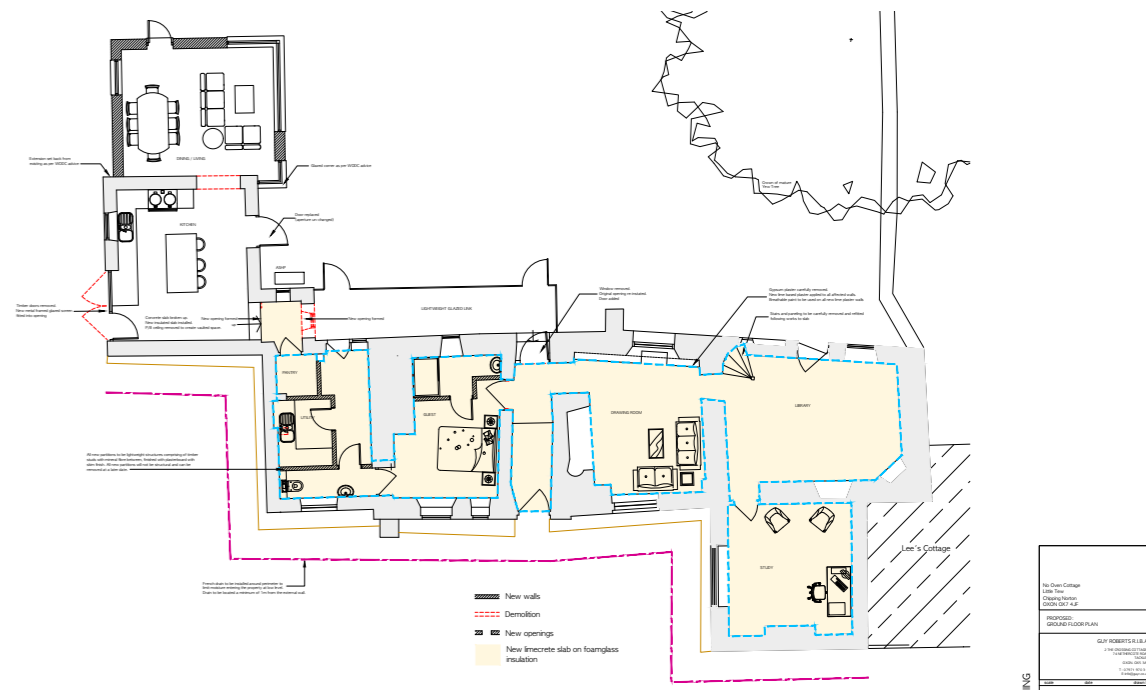 DINING / LIVING
Extension set back from
existing as per WODC advice
Glazed corner as per WODC advice
Crown of mature
Yew Tree
KITCHEN
Door replaced
(aperture un-changed)
ASHP
Timber doors removed.
New metal framed glazed screen
fitted into opening
Concrete slab broken up.
New insulated slab installed.
New opening formed
New opening formed
LIGHTWEIGHT GLAZED LINK
Window removed.
Original opening re-instated.
Door added
Gypsum plaster carefully removed.
New lime based plaster applied to all affected walls.
Breathable paint to be used on all new lime plaster walls.
Stairs and paneling to be carefully removed and refitted
following works to slab
PANTRY
UTILITY
GUEST
DRAWING ROOM
LIBRARY
All new partitions to be lightweight structures comprising of timber
studs with mineral fibre between, finished with plasterboard with
skim finish. All new partitions will not be structural and can be
removed at a later date.
STUDY
Lee's Cottage
French drain to be installed around perimeter to
limit moisture entering the property at low level.
Drain to be located a minimum of 1m from the external wall.
New walls
Demolition
New openings
New limecrete slab on foamglass
insulation
No Oven Cottage
Little Tew
Chipping Norton
OXON OX7 4JF
PROPOSED:
GROUND FLOOR PLAN
GUY ROBERTS R.I.B.A
ING